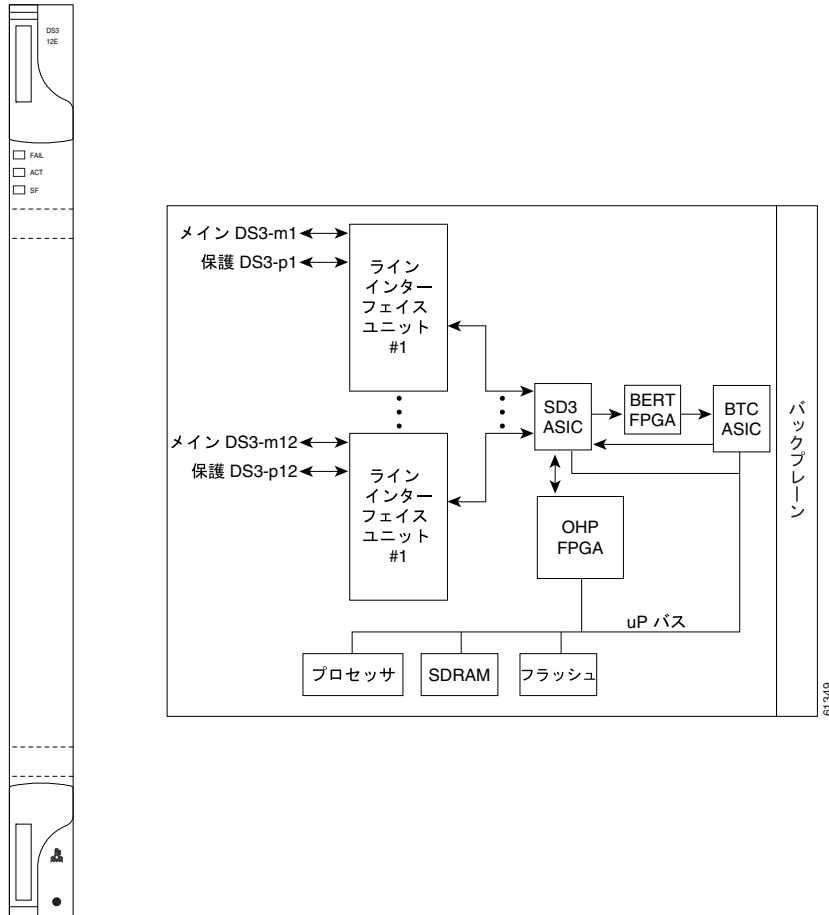 DS3
12E
FAIL
ACT
SF
メイン DS3-m1
保護 DS3-p1
ライン
インター
フェイス
ユニット
#1
メイン DS3-m12
保護 DS3-p12
ライン
インター
フェイス
ユニット
#1
SD3
ASIC
BERT
FPGA
BTC
ASIC
OHP
FPGA
uP バス
プロセッサ
SDRAM
フラッシュ
バックプレーン
61349